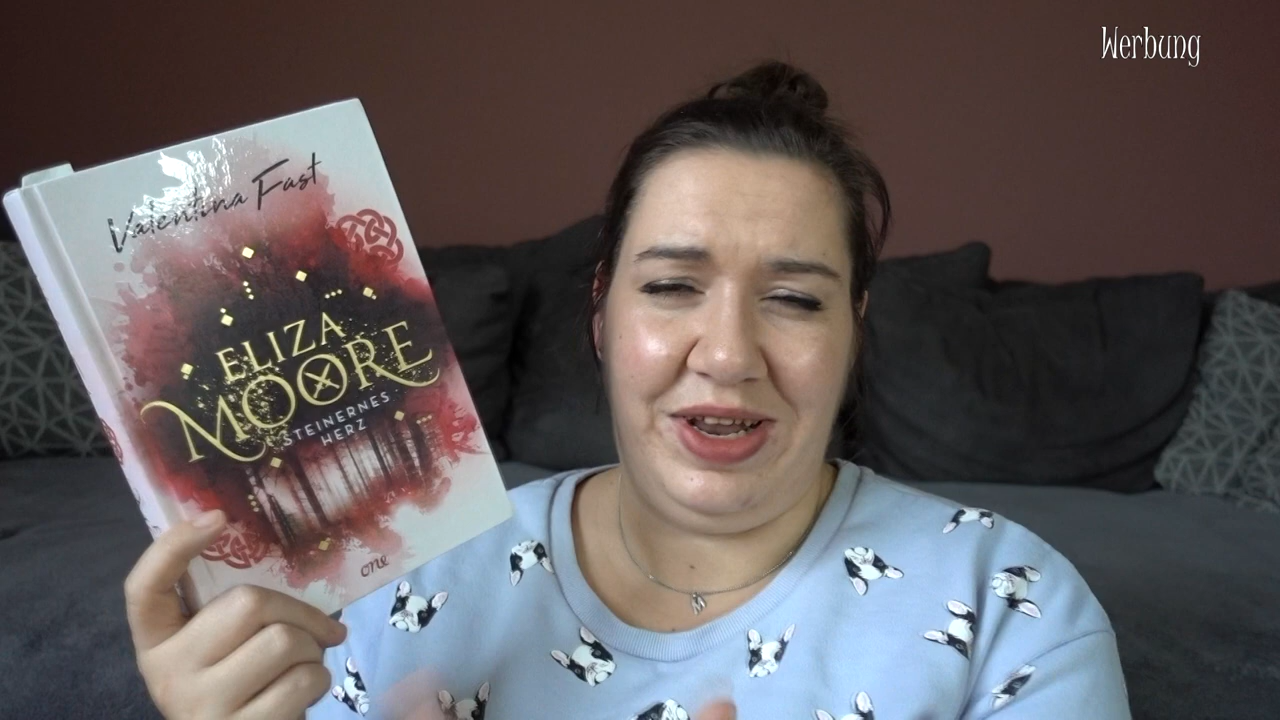 Werbung
Valentina Fast
ELIZA
MOORE
STEINERNES
HERZ
one